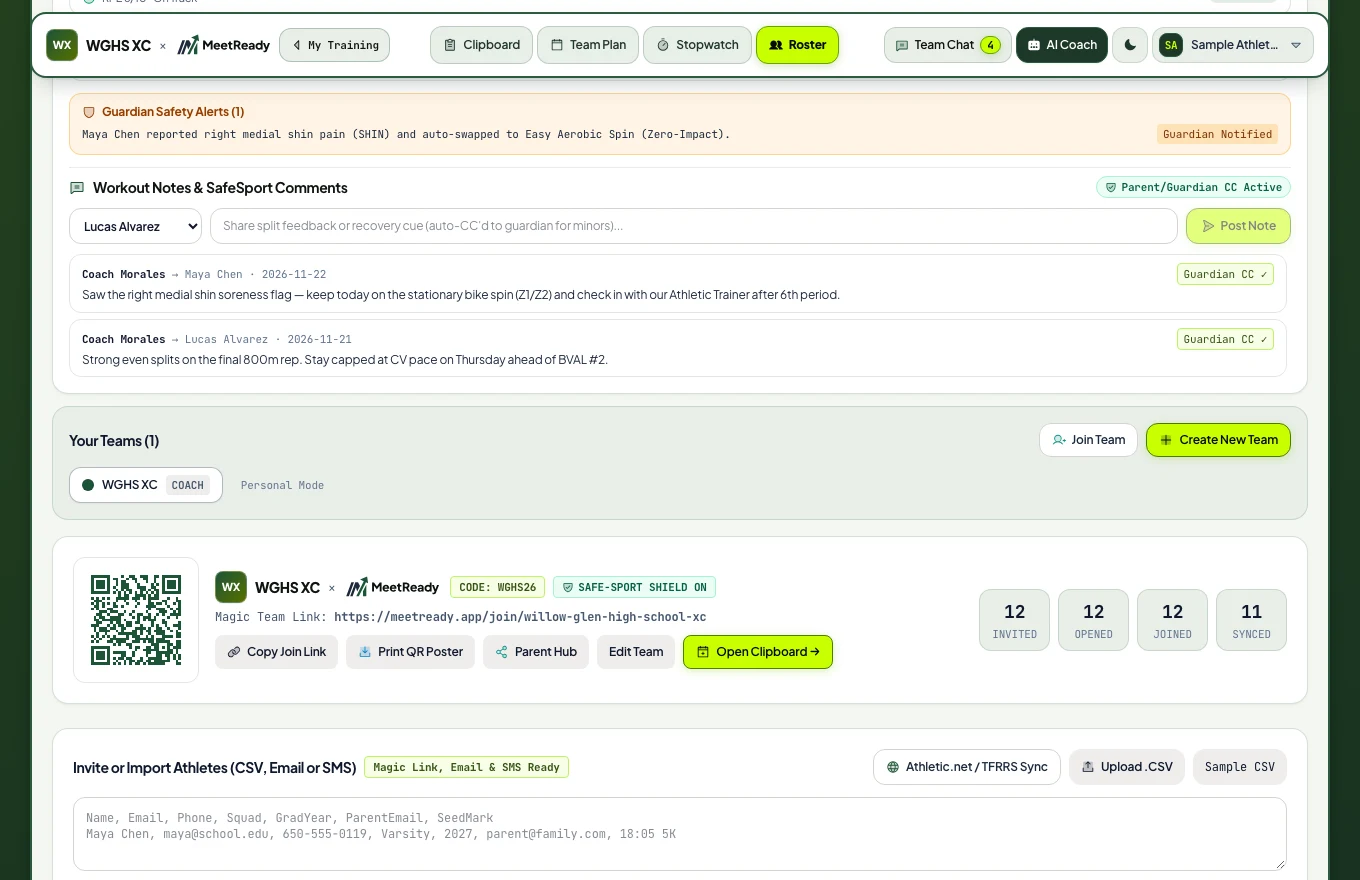 WX WGHS XC × MeetReady My Training Clipboard Team Plan Stopwatch Roster Team Chat 4 AI Coach SA Sample Athlet...
Guardian Safety Alerts (1)
Maya Chen reported right medial shin pain (SHIN) and auto-swapped to Easy Aerobic Spin (Zero-Impact). Guardian Notified
Workout Notes & SafeSport Comments Parent/Guardian CC Active
Lucas Alvarez Share split feedback or recovery cue (auto-CC'd to guardian for minors)... Post Note
Coach Morales → Maya Chen · 2026-11-22 Guardian CC ✓
Saw the right medial shin soreness flag — keep today on the stationary bike spin (Z1/Z2) and check in with our Athletic Trainer after 6th period.
Coach Morales → Lucas Alvarez · 2026-11-21 Guardian CC ✓
Strong even splits on the final 800m rep. Stay capped at CV pace on Thursday ahead of BVAL #2.
Your Teams (1) Join Team Create New Team
WGHS XC COACH Personal Mode
WX WGHS XC × MeetReady CODE: WGHS26 SAFE-SPORT SHIELD ON
Magic Team Link: https://meetready.app/join/willow-glen-high-school-xc
Copy Join Link Print QR Poster Parent Hub Edit Team Open Clipboard →
12 12 12 11
INVITED OPENED JOINED SYNCED
Invite or Import Athletes (CSV, Email or SMS) Magic Link, Email & SMS Ready Athletic.net / TFRRS Sync Upload .CSV Sample CSV
Name, Email, Phone, Squad, GradYear, ParentEmail, SeedMark
Maya Chen, maya@school.edu, 650-555-0119, Varsity, 2027, parent@family.com, 18:05 5K